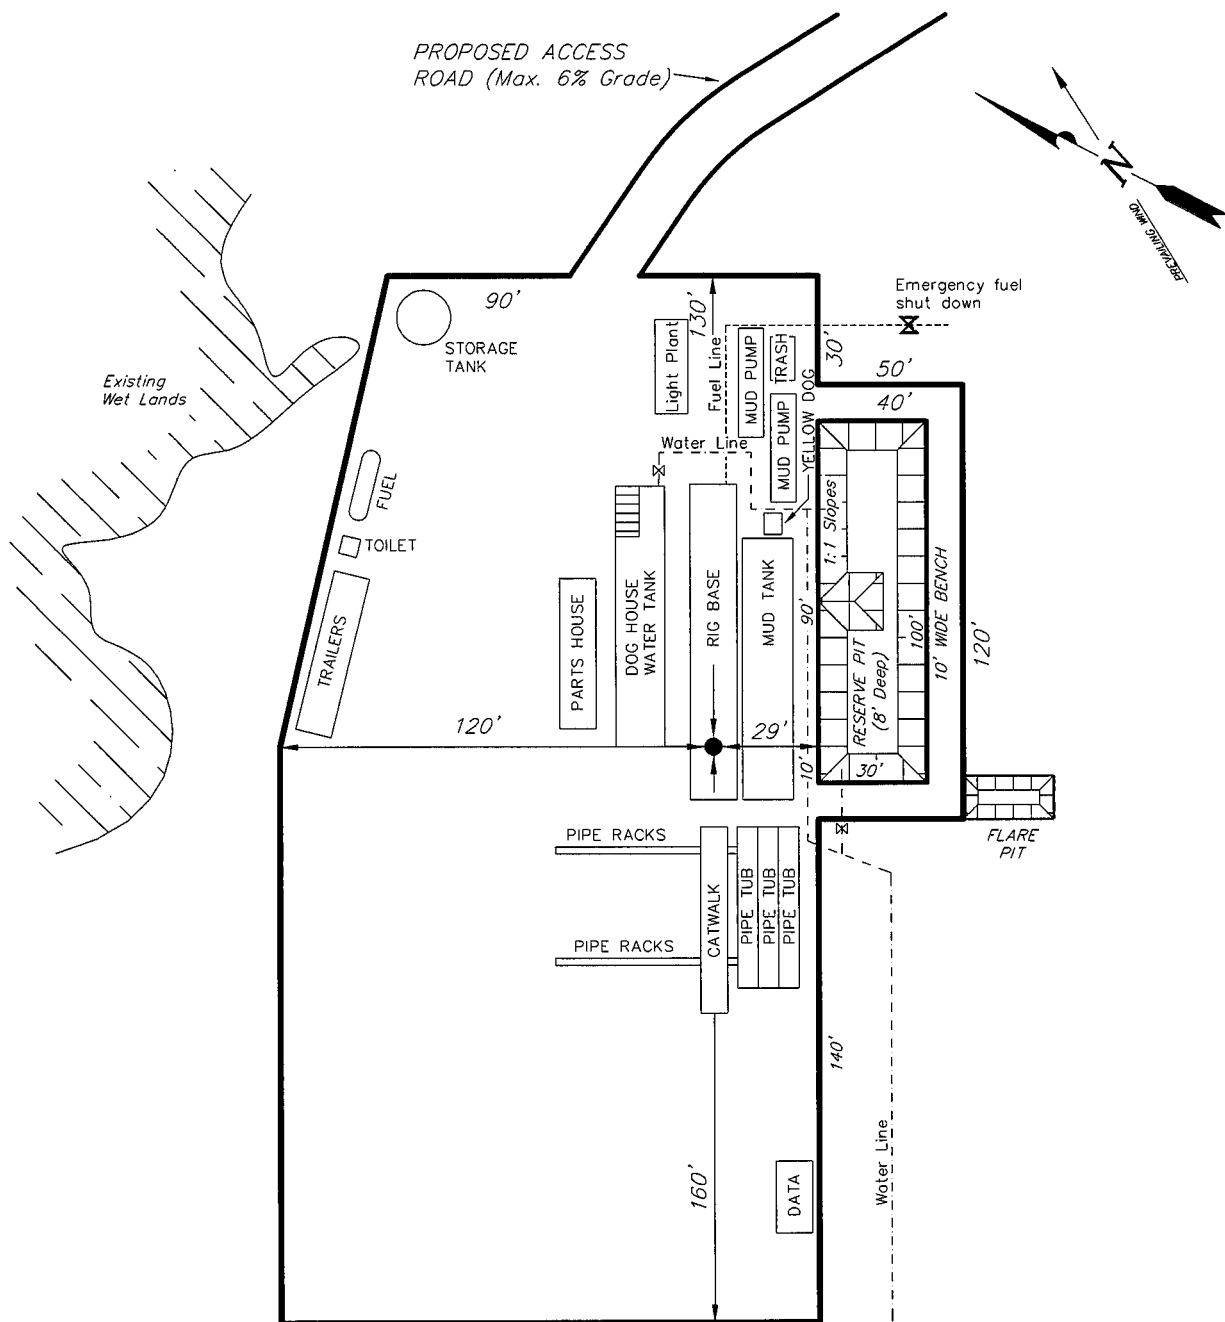 PROPOSED ACCESS
ROAD (Max. 6% Grade)
N
PREVAILING WIND
Emergency fuel
shut down
90'
130'
30'
50'
40'
STORAGE
TANK
Light Plant
Fuel Line
MUD PUMP
TRASH
MUD PUMP
YELLOW DOG
Existing
Wet Lands
Water Line
FUEL
TOILET
TRAILERS
PARTS HOUSE
DOG HOUSE
WATER TANK
RIG BASE
MUD TANK
90'
1:1 Slopes
RESERVE PIT
(8' Deep)
100'
10' WIDE BENCH
120'
120'
29'
10'
30'
FLARE
PIT
PIPE RACKS
CATWALK
PIPE TUB
PIPE TUB
PIPE TUB
PIPE RACKS
140'
160'
DATA
Water Line